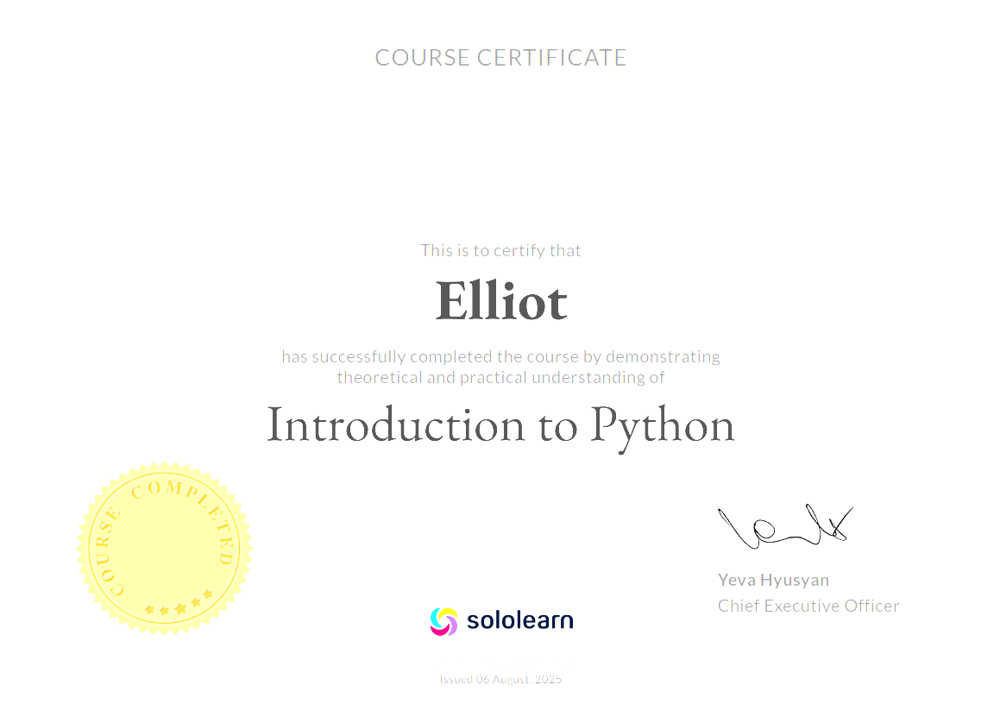 COURSE CERTIFICATE
This is to certify that
Elliot
has successfully completed the course by demonstrating
theoretical and practical understanding of
Introduction to Python
COURSE COMPLETED
Yeva Hyusyan
Chief Executive Officer
sololearn
Issued 06 August, 2025